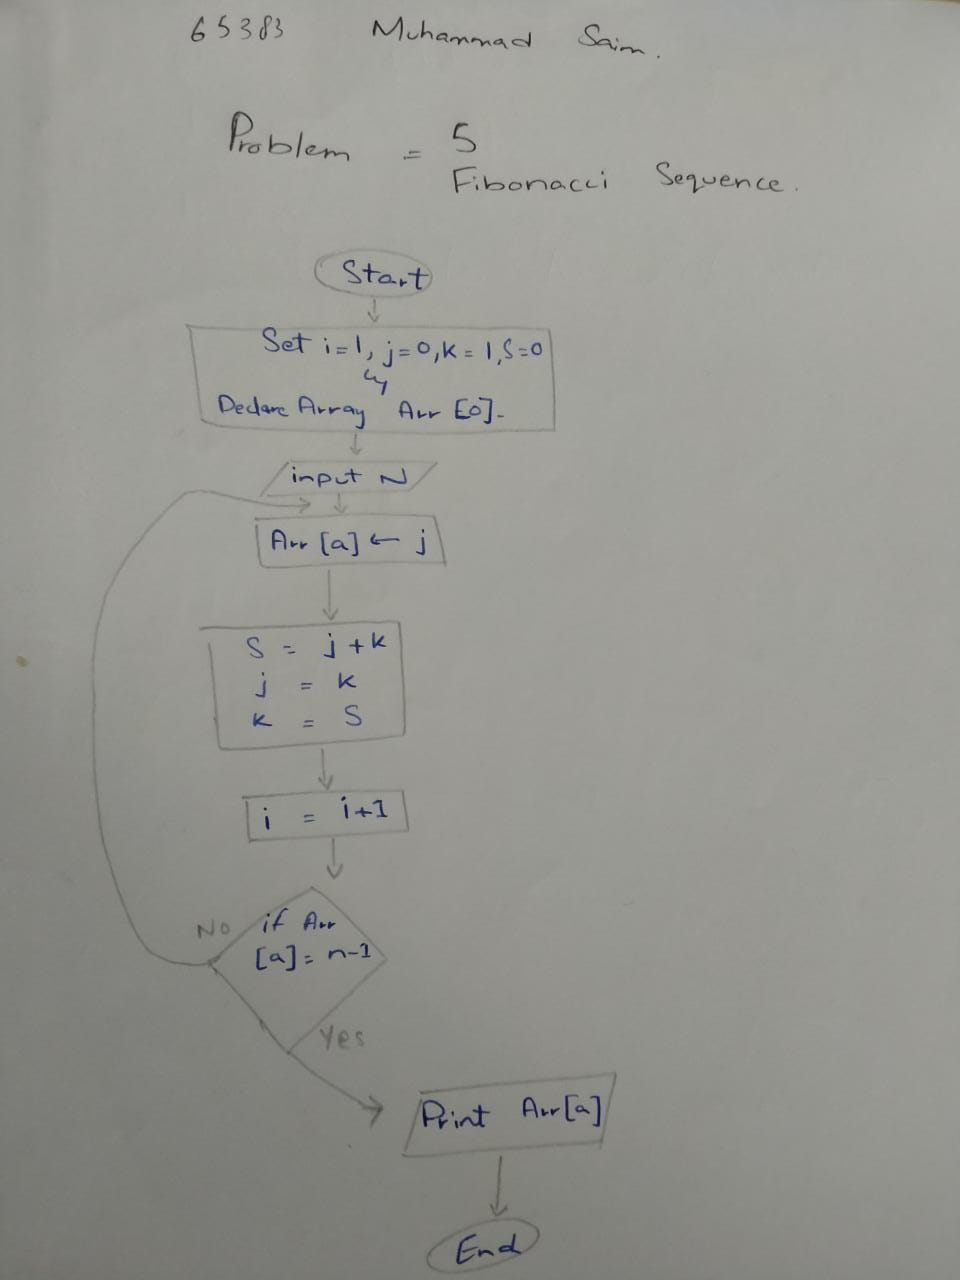 65383 Muhammad Saim.
Problem = 5
Fibonacci Sequence.
Start
Set i=1, j=0, k=1, S=0
Declare Array Arr [0].
input N
Arr [a] ← j
S = j+k
j = k
k = S
i = i+1
No
if Arr
[a] = n-1
Yes
Print Arr[a]
End